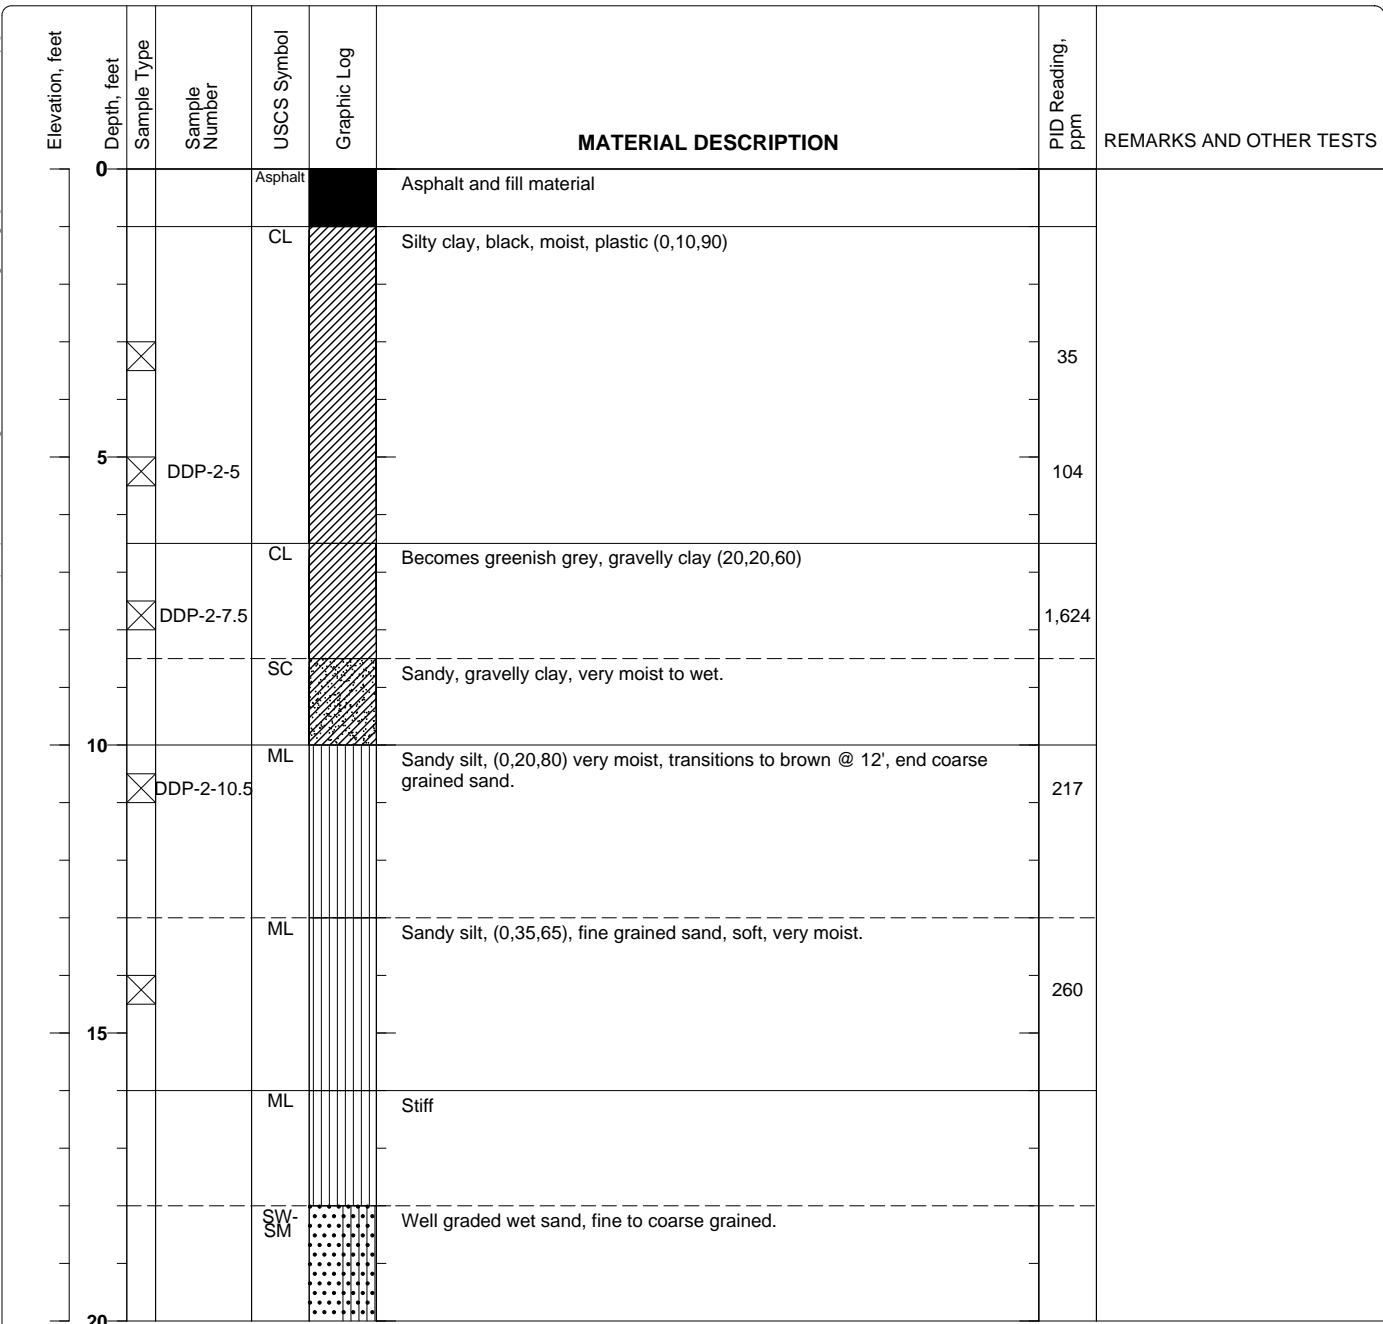 Elevation, feet
Depth, feet
Sample Type
Sample
Number
USCS Symbol
Graphic Log
MATERIAL DESCRIPTION
PID Reading,
ppm
REMARKS AND OTHER TESTS
0
Asphalt
Asphalt and fill material
CL
Silty clay, black, moist, plastic (0,10,90)
35
5
DDP-2-5
104
CL
Becomes greenish grey, gravelly clay (20,20,60)
DDP-2-7.5
1,624
SC
Sandy, gravelly clay, very moist to wet.
10
ML
Sandy silt, (0,20,80) very moist, transitions to brown @ 12', end coarse
grained sand.
DDP-2-10.5
217
ML
Sandy silt, (0,35,65), fine grained sand, soft, very moist.
260
15
ML
Stiff
SW-
SM
Well graded wet sand, fine to coarse grained.
20